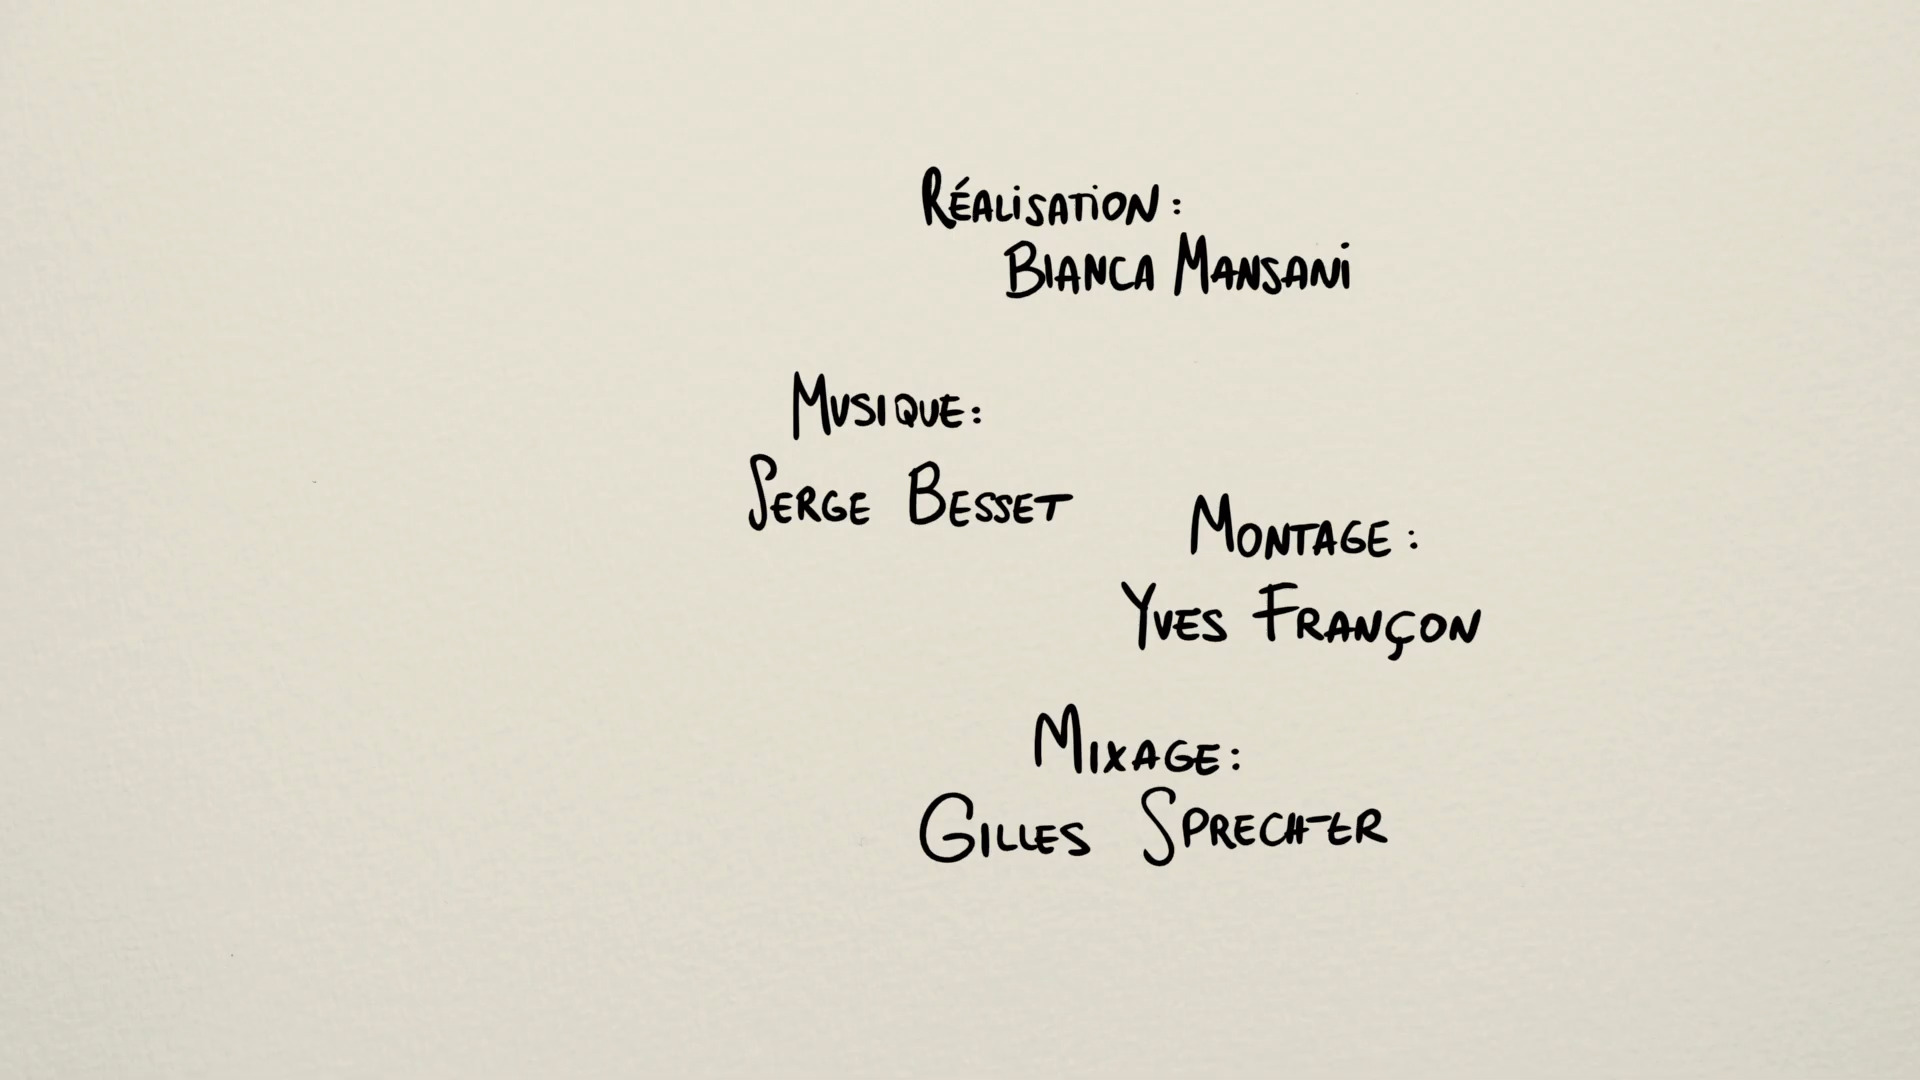 Réalisation :
Bianca Mansani
Musique :
Serge Besset
Montage :
Yves Françon
Mixage :
Gilles Sprecher